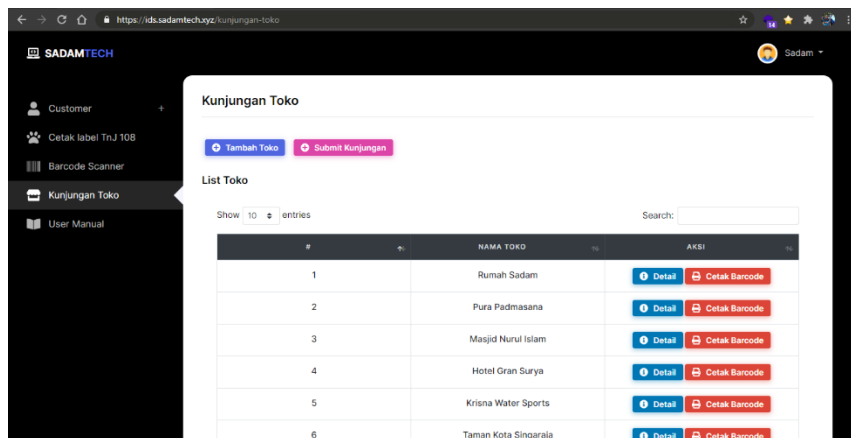 https://ids.sadamtech.xyz/kunjungan-toko
14
SADAMTECH
Sadam
Customer +
Cetak label TnJ 108
Barcode Scanner
Kunjungan Toko
User Manual
Kunjungan Toko
Tambah Toko Submit Kunjungan
List Toko
Show 10 entries Search:
# NAMA TOKO AKSI
1 Rumah Sadam Detail Cetak Barcode
2 Pura Padmasana Detail Cetak Barcode
3 Masjid Nurul Islam Detail Cetak Barcode
4 Hotel Gran Surya Detail Cetak Barcode
5 Krisna Water Sports Detail Cetak Barcode
6 Taman Kota Singaraja Detail Cetak Barcode